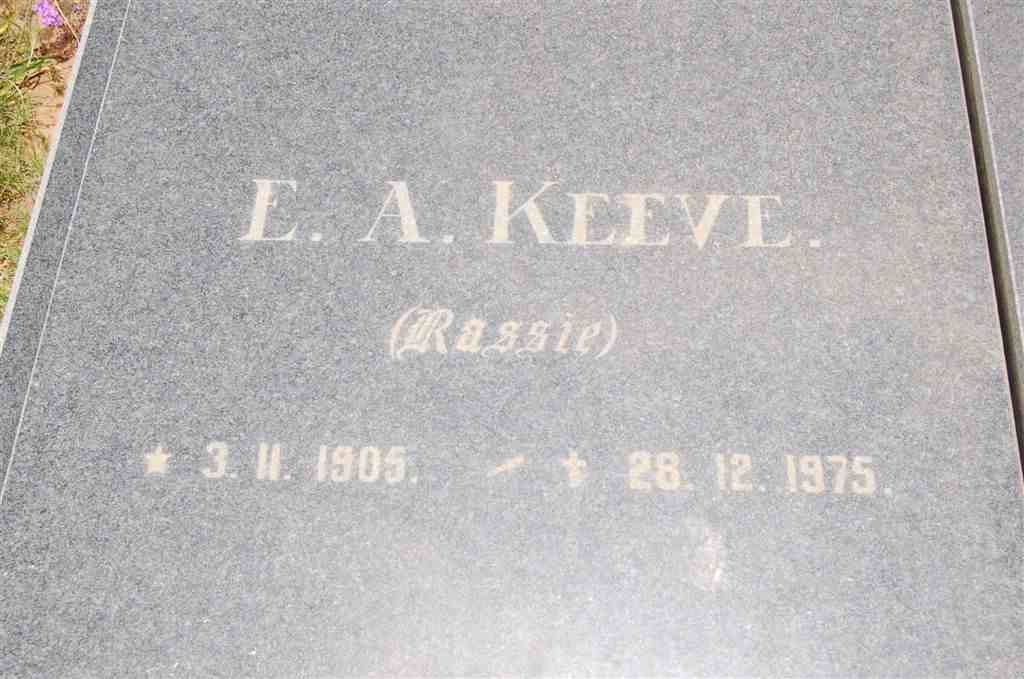 E. A. KEEVE.
(Rassie)
★ 3. 11. 1905. - ✝ 28. 12. 1975.